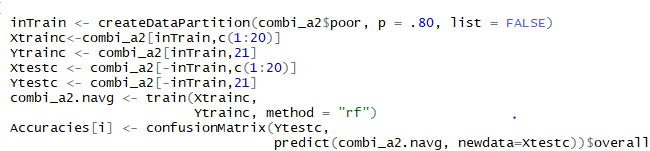 inTrain <- createDataPartition(combi_a2$poor, p = .80, list = FALSE)
Xtrainc<-combi_a2[inTrain,c(1:20)]
Ytrainc <- combi_a2[inTrain,21]
Xtestc <- combi_a2[-inTrain,c(1:20)]
Ytestc <- combi_a2[-inTrain,21]
combi_a2.navg <- train(Xtrainc,
Ytrainc, method = "rf")
Accuracies[i] <- confusionMatrix(Ytestc,
predict(combi_a2.navg, newdata=Xtestc))$overall